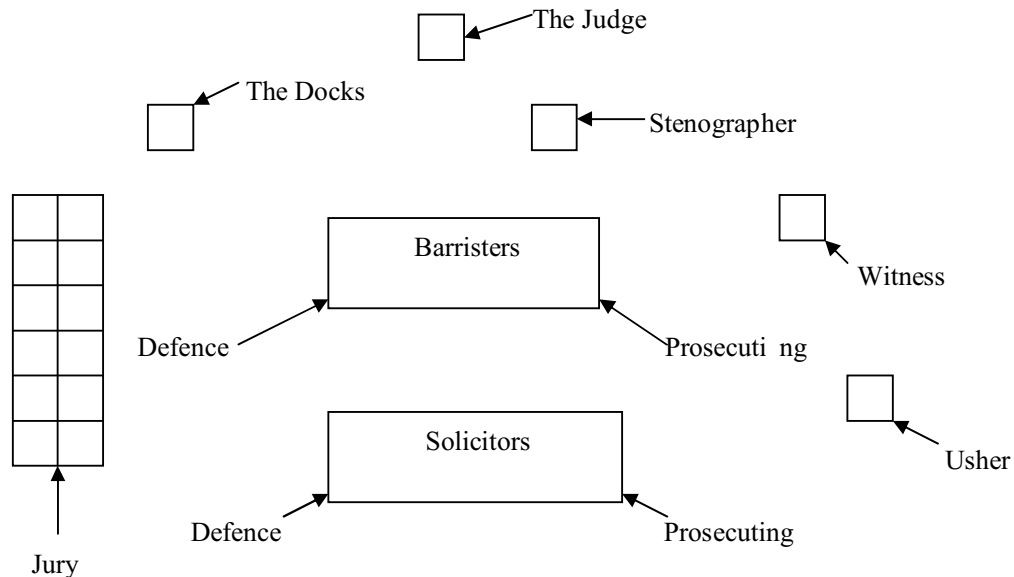 The Judge
The Docks
Stenographer
Barristers
Witness
Defence
Prosecuti ng
Solicitors
Usher
Defence
Prosecuting
Jury